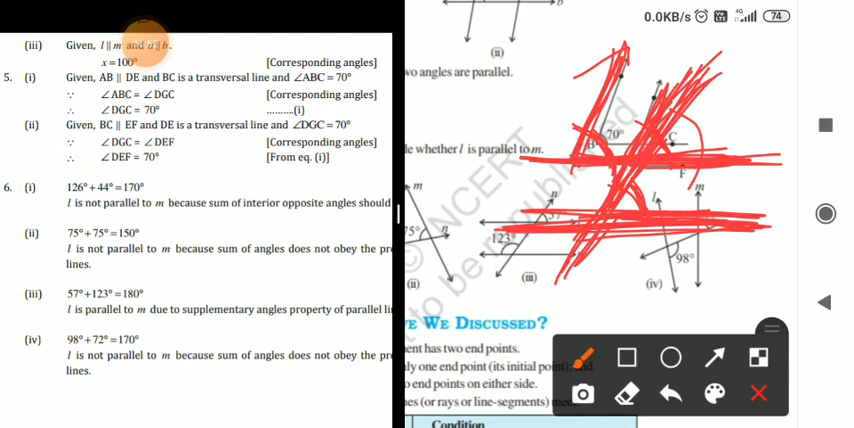 (iii) Given, l || m and a || b.
x = 100° [Corresponding angles]
5. (i) Given, AB || DE and BC is a transversal line and ∠ABC = 70°
∵ ∠ABC = ∠DGC [Corresponding angles]
∴ ∠DGC = 70° ..........(i)
(ii) Given, BC || EF and DE is a transversal line and ∠DGC = 70°
∵ ∠DGC = ∠DEF [Corresponding angles]
∴ ∠DEF = 70° [From eq. (i)]
6. (i) 126° + 44° = 170°
l is not parallel to m because sum of interior opposite angles should
(ii) 75° + 75° = 150°
l is not parallel to m because sum of angles does not obey the pr
lines.
(iii) 57° + 123° = 180°
l is parallel to m due to supplementary angles property of parallel li
(iv) 98° + 72° = 170°
l is not parallel to m because sum of angles does not obey the pr
lines.
0.0KB/s 4G 74
b
(ii)
wo angles are parallel.
70°
B
C
F
le whether l is parallel to m.
m
75°
n
(ii)
n
57
123°
(iii)
l
m
98°
(iv)
© NCERT
to be republished
E WE DISCUSSED?
ent has two end points.
ly one end point (its initial point); and
o end points on either side.
nes (or rays or line-segments) mee
Condition